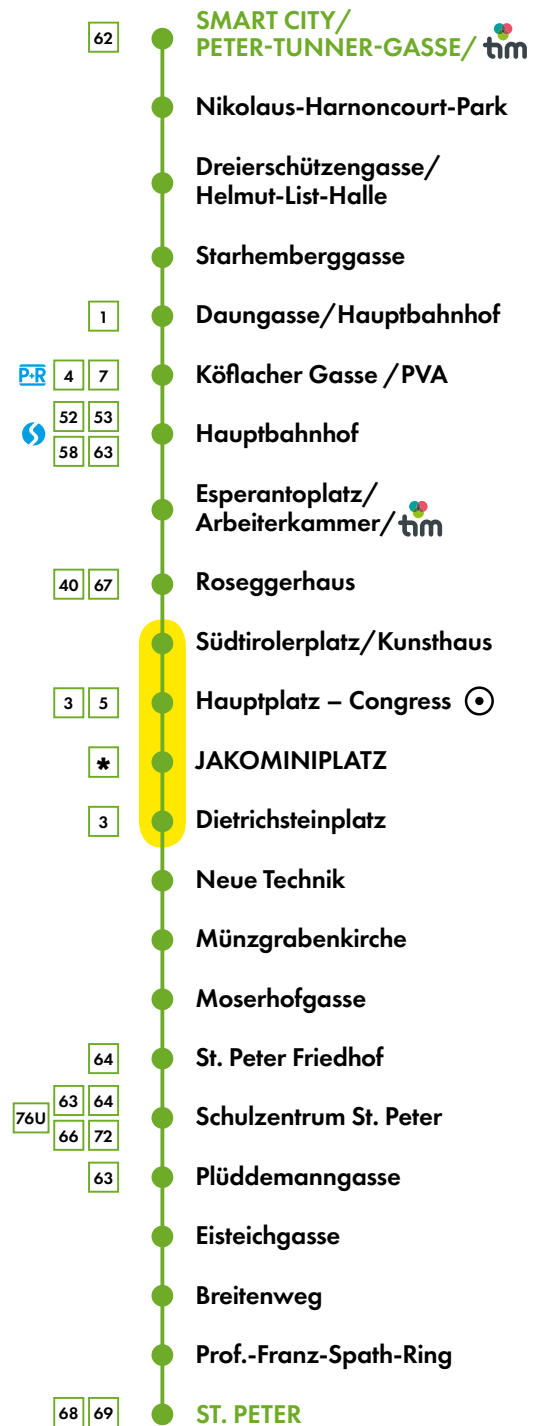 62
SMART CITY/
PETER-TUNNER-GASSE/ tim
Nikolaus-Harnoncourt-Park
Dreierschützengasse/
Helmut-List-Halle
Starhemberggasse
1
Daungasse/Hauptbahnhof
P+R 4 7
Köflacher Gasse /PVA
52 53
58 63
Hauptbahnhof
Esperantoplatz/
Arbeiterkammer/ tim
40 67
Roseggerhaus
Südtirolerplatz/Kunsthaus
3 5
Hauptplatz – Congress
*
JAKOMINIPLATZ
3
Dietrichsteinplatz
Neue Technik
Münzgrabenkirche
Moserhofgasse
64
St. Peter Friedhof
76U
63 64
66 72
Schulzentrum St. Peter
63
Plüddemanngasse
Eisteichgasse
Breitenweg
Prof.-Franz-Spath-Ring
68 69
ST. PETER